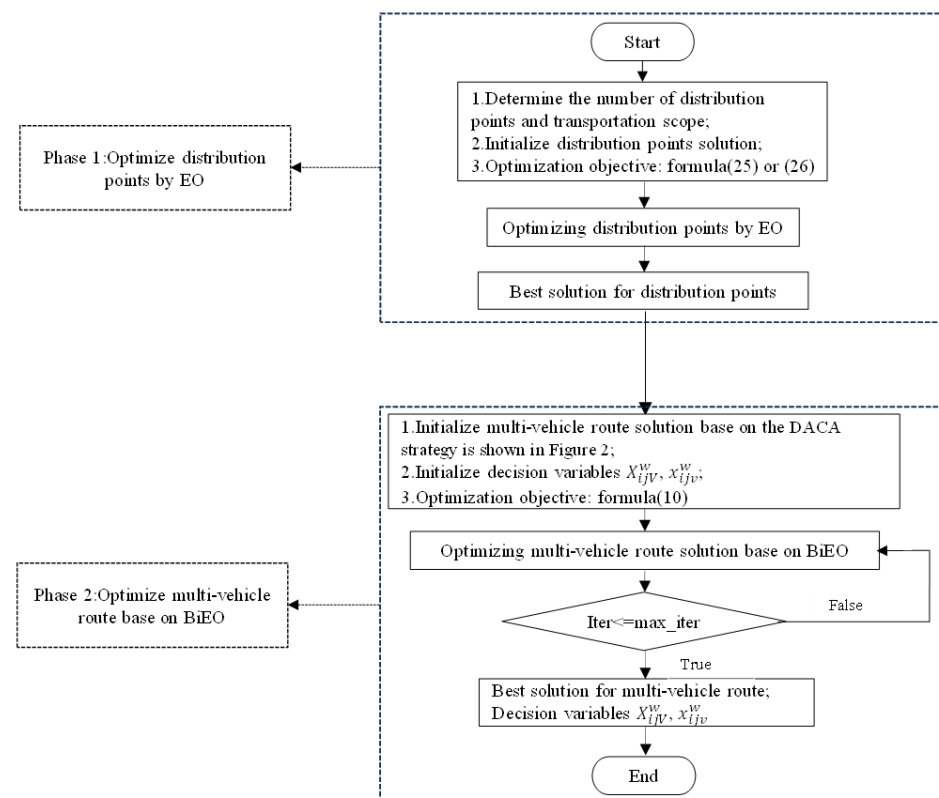 Start
1.Determine the number of distribution
points and transportation scope;
2.Initialize distribution points solution;
3.Optimization objective: formula(25) or (26)
Phase 1:Optimize distribution
points by EO
Optimizing distribution points by EO
Best solution for distribution points
1.Initialize multi-vehicle route solution base on the DACA
strategy is shown in Figure 2;
2.Initialize decision variables $X_{ijV}^{w}$, $x_{ijv}^{w}$;
3.Optimization objective: formula(10)
Optimizing multi-vehicle route solution base on BiEO
Phase 2:Optimize multi-vehicle
route base on BiEO
False
Iter<=max_iter
True
Best solution for multi-vehicle route;
Decision variables $X_{ijV}^{w}$, $x_{ijv}^{w}$
End